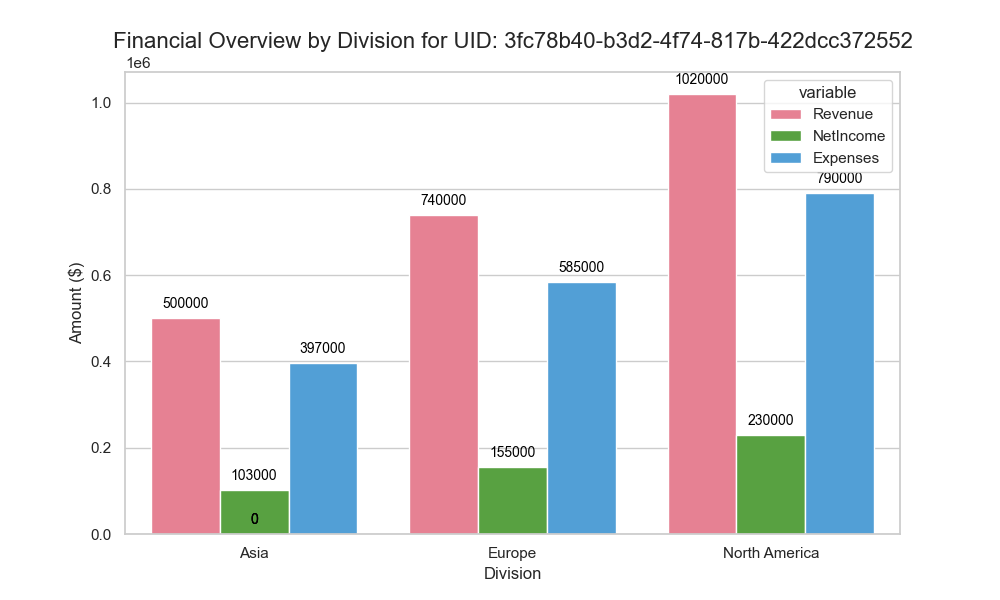 Financial Overview by Division for UID: 3fc78b40-b3d2-4f74-817b-422dcc372552
1e6
1020000
variable
Revenue
NetIncome
Expenses
1.0
790000
0.8
740000
585000
0.6
Amount ($)
500000
397000
0.4
230000
155000
0.2
103000
0
0.0
Asia
Europe
North America
Division